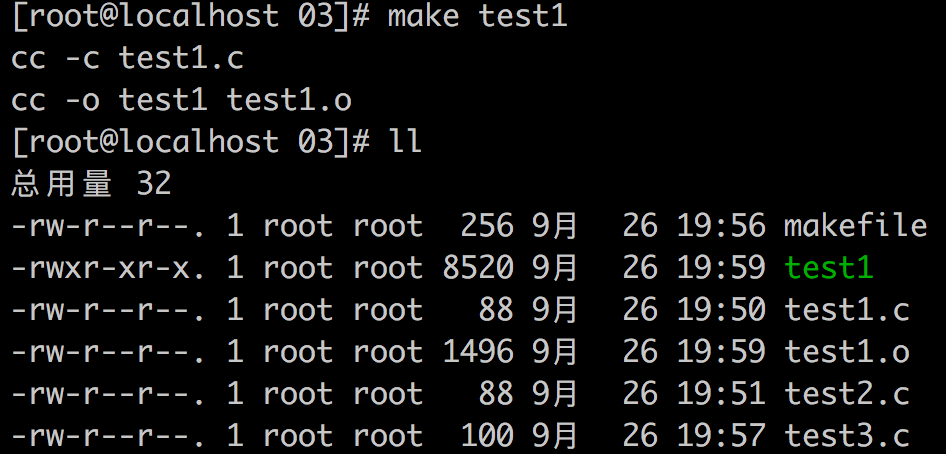 [root@localhost 03]# make test1
cc -c test1.c
cc -o test1 test1.o
[root@localhost 03]# ll
总用量 32
-rw-r--r--. 1 root root  256 9月  26 19:56 makefile
-rwxr-xr-x. 1 root root 8520 9月  26 19:59 test1
-rw-r--r--. 1 root root   88 9月  26 19:50 test1.c
-rw-r--r--. 1 root root 1496 9月  26 19:59 test1.o
-rw-r--r--. 1 root root   88 9月  26 19:51 test2.c
-rw-r--r--. 1 root root  100 9月  26 19:57 test3.c